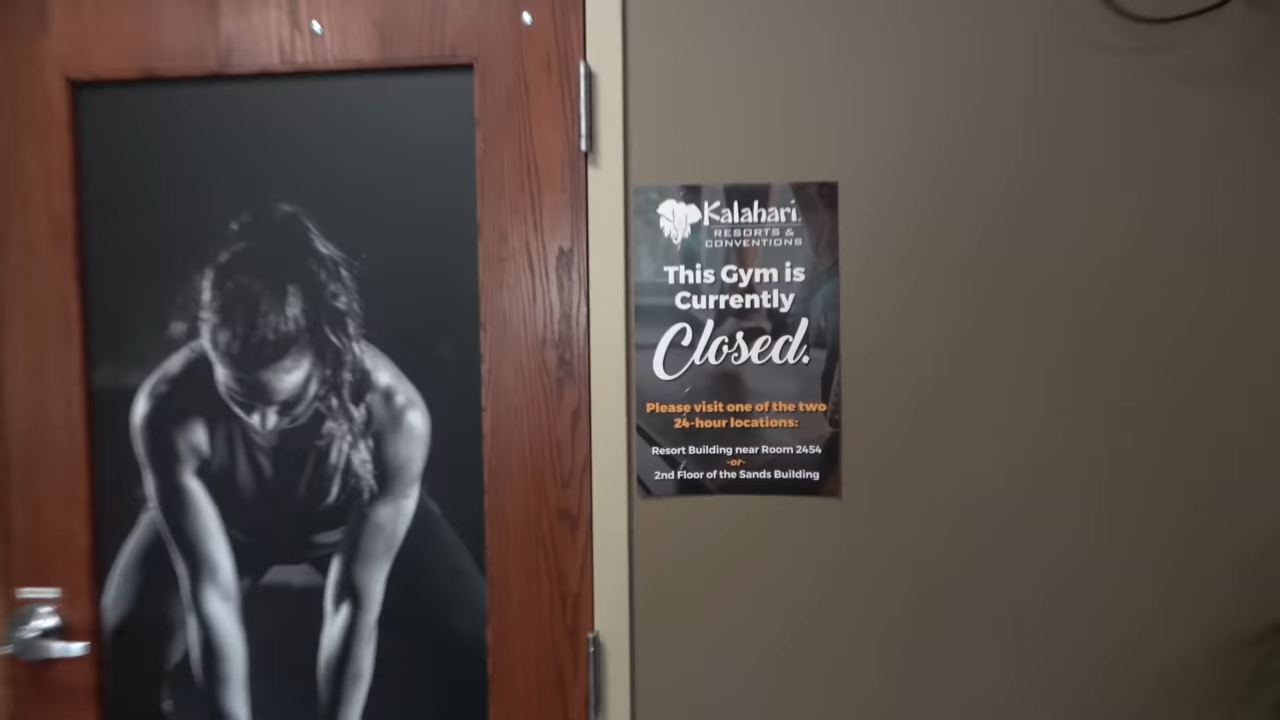 Kalahari.
RESORTS &
CONVENTIONS
This Gym is
Currently
Closed.
Please visit one of the two
24-hour locations:
Resort Building near Room 2454
-or-
2nd Floor of the Sands Building